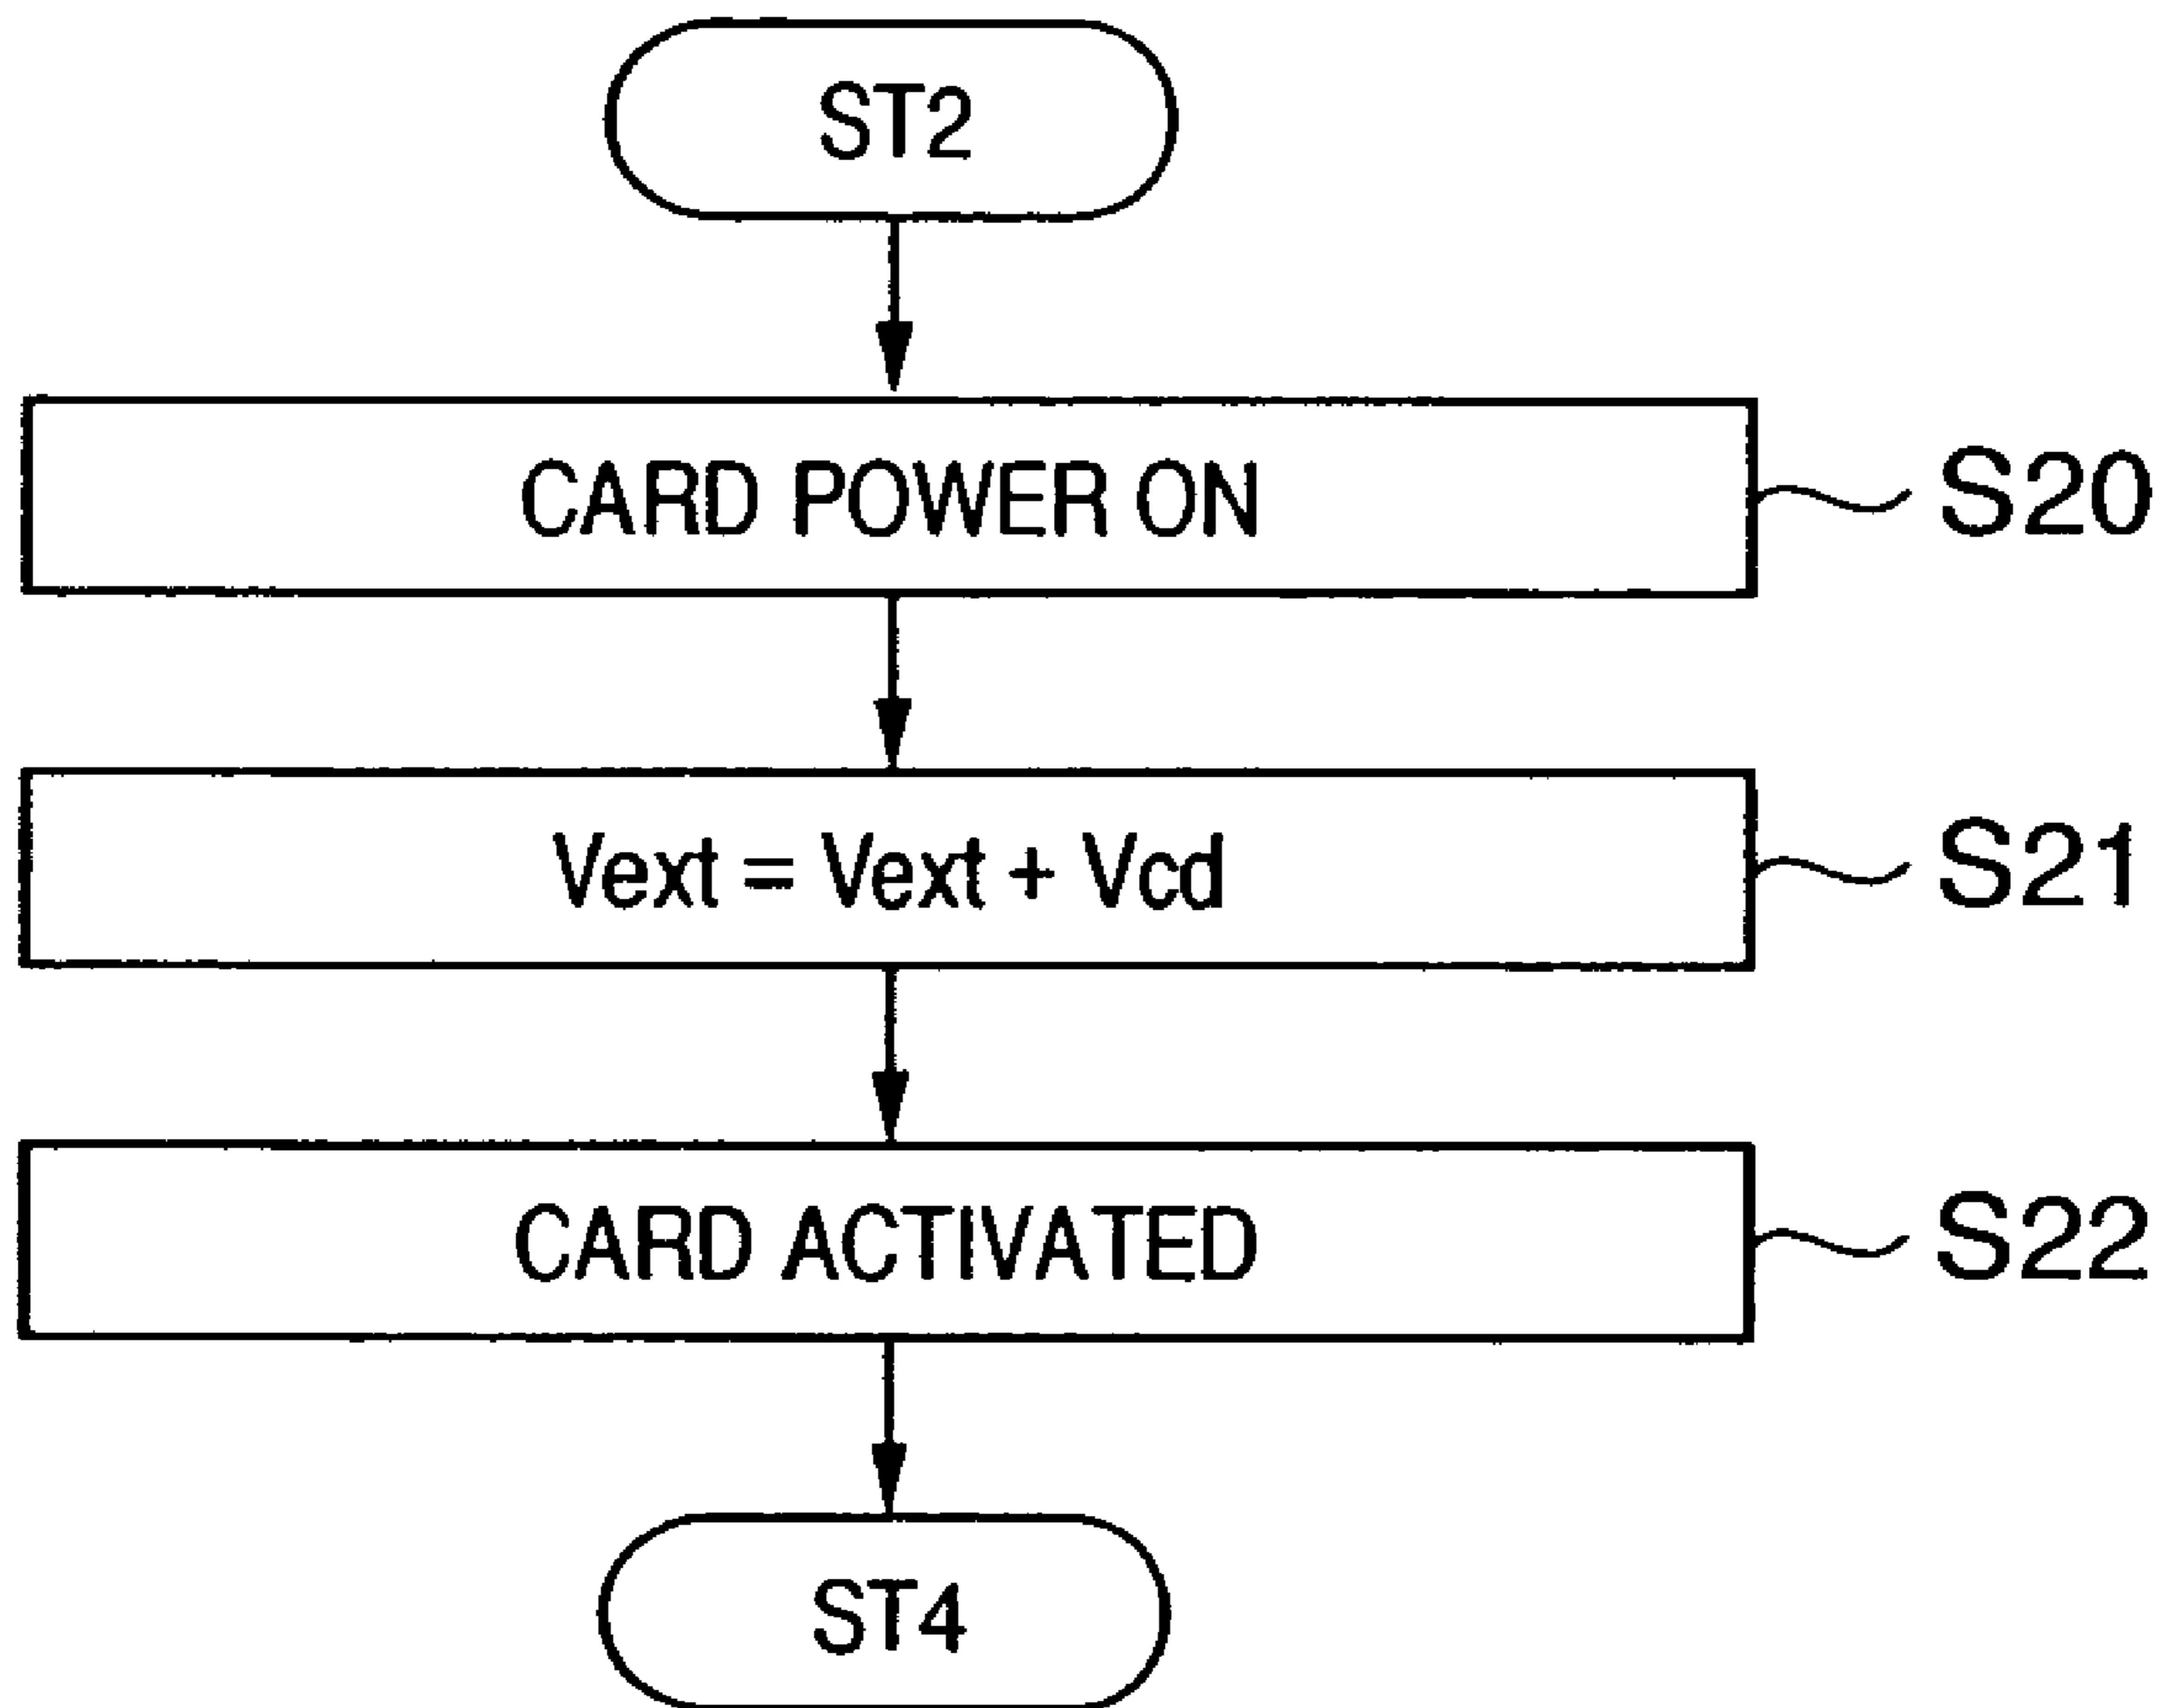 ST2
CARD POWER ON
S20
Vext = Vext + Vcd
S21
CARD ACTIVATED
S22
ST4